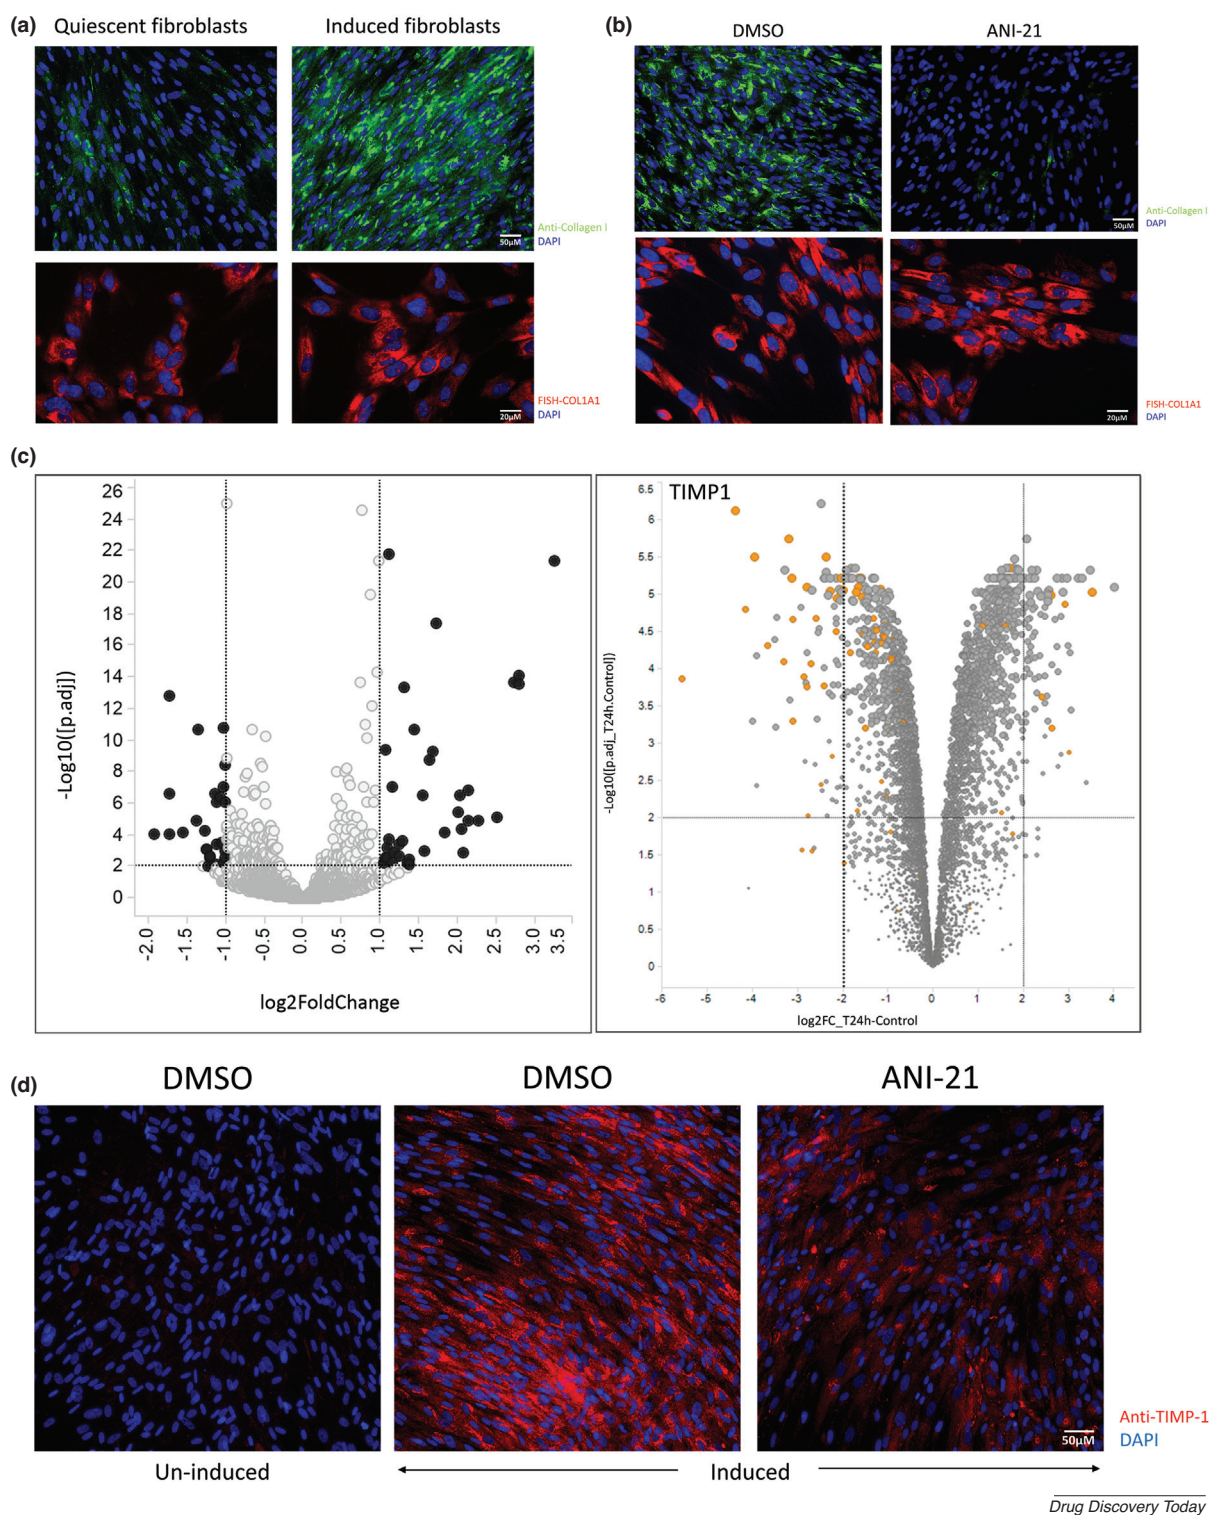 (a)
Quiescent fibroblasts
Induced fibroblasts
50µM
Anti-Collagen I
DAPI
20µM
FISH-COL1A1
DAPI
(b)
DMSO
ANI-21
50µM
Anti-Collagen I
DAPI
20µM
FISH-COL1A1
DAPI
(c)
26
24
22
20
18
16
14
12
10
8
6
4
2
0
-Log10([p.adj])
-2.0
-1.5
-1.0
-0.5
0.0
0.5
1.0
1.5
2.0
2.5
3.0
3.5
log2FoldChange
TIMP1
6.5
6
5.5
5
4.5
4
3.5
3
2.5
2
1.5
1
0.5
0
-Log10([p.adj_T24h.Control])
-6
-5
-4
-3
-2
-1
0
1
2
3
4
log2FC_T24h-Control
(d)
DMSO
DMSO
ANI-21
50µM
Anti-TIMP-1
DAPI
Un-induced
Induced
Drug Discovery Today